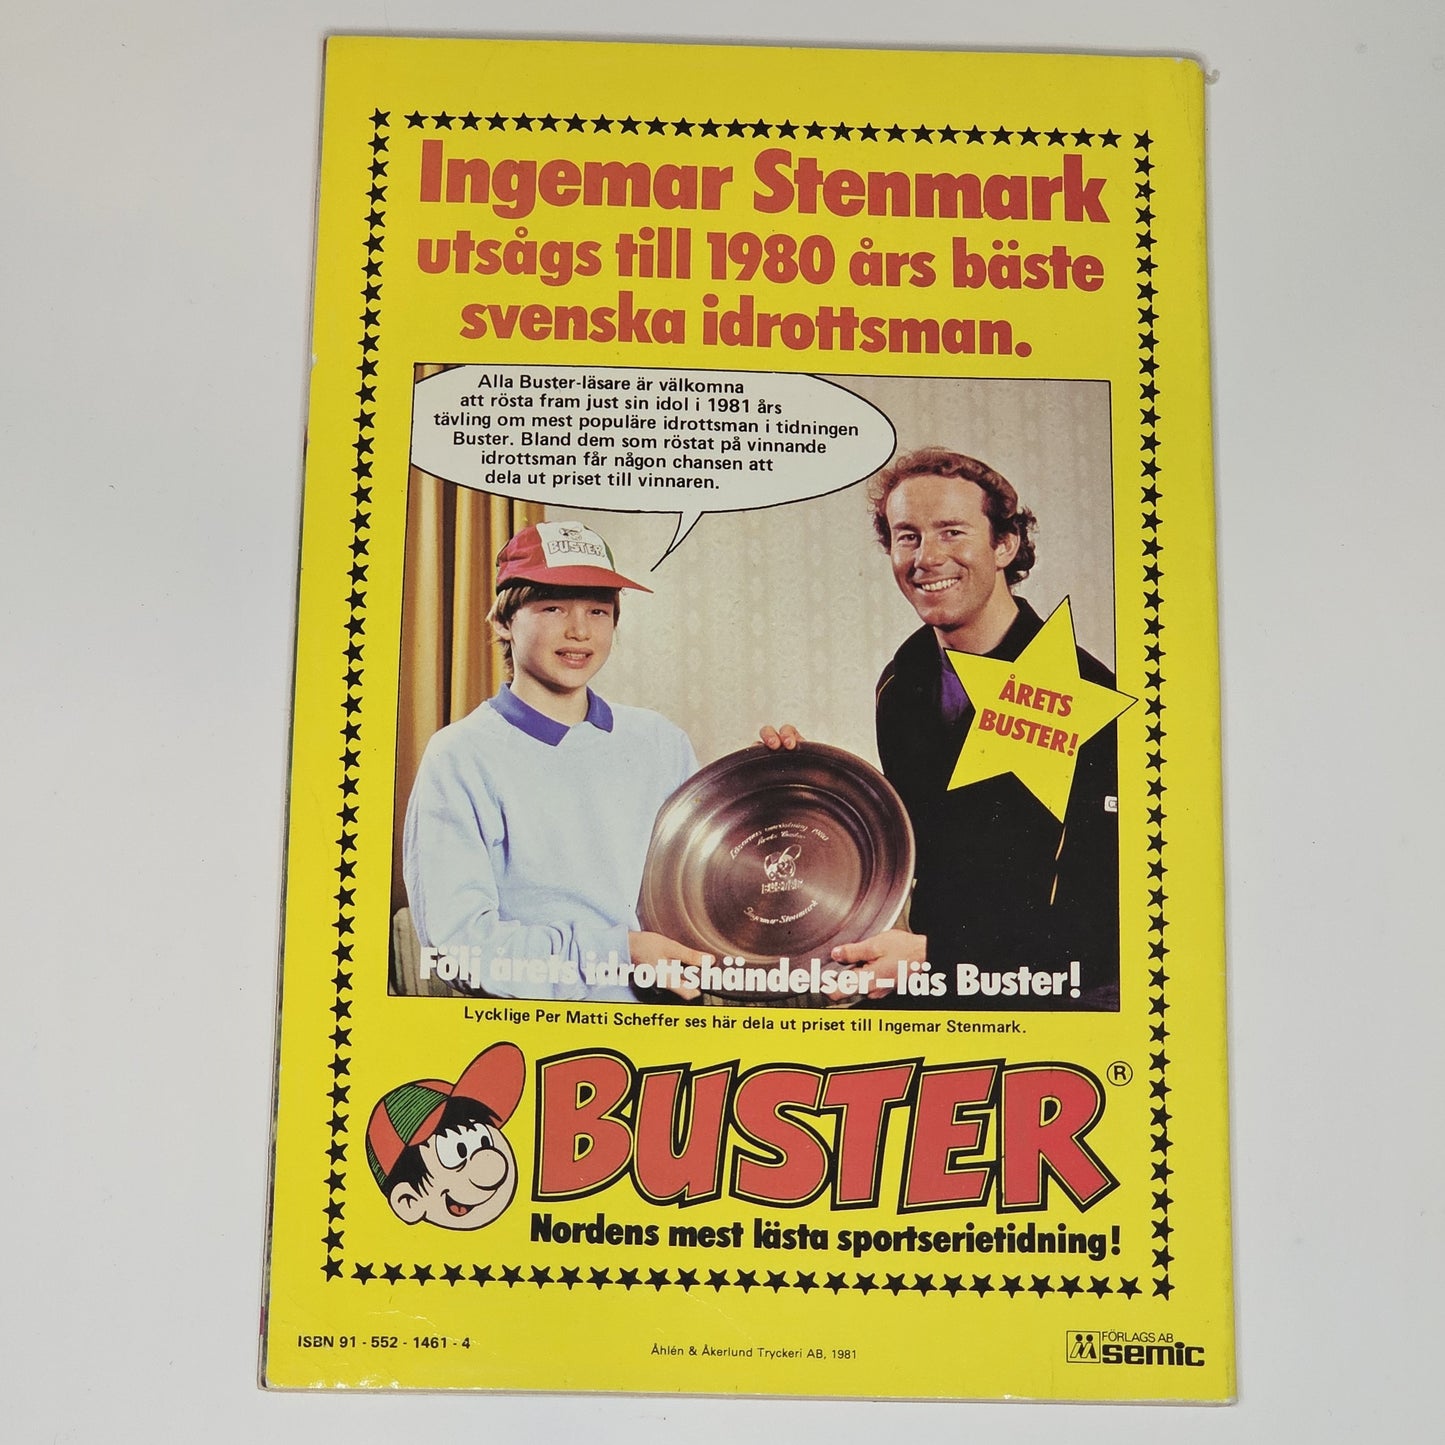 Ingemar Stenmark
utsågs till 1980 års bäste
svenska idrottsman.
Alla Buster-läsare är välkomna
att rösta fram just sin idol i 1981 års
tävling om mest populäre idrottsman i tidningen
Buster. Bland dem som röstat på vinnande
idrottsman får någon chansen att
dela ut priset till vinnaren.
BUSTER
ÅRETS
BUSTER!
BUSTER
Ingemar Stenmark
Följ årets idrottshändelser-läs Buster!
Lycklige Per Matti Scheffer ses här dela ut priset till Ingemar Stenmark.
BUSTER®
Nordens mest lästa sportserietidning!
ISBN 91 - 552 - 1461 - 4
Åhlén & Åkerlund Tryckeri AB, 1981
FÖRLAGS AB
semic